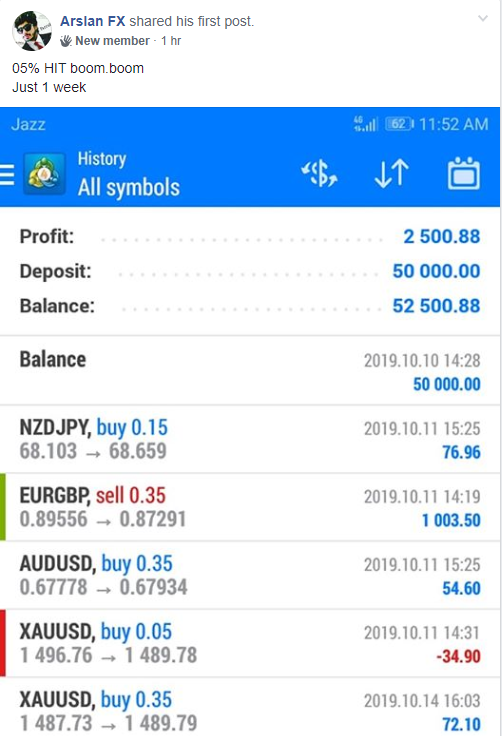 Arslan FX shared his first post.
New member · 1 hr
05% HIT boom.boom
Just 1 week
Jazz 4G 62 11:52 AM
History
All symbols
Profit: 2 500.88
Deposit: 50 000.00
Balance: 52 500.88
Balance 2019.10.10 14:28
50 000.00
NZDJPY, buy 0.15 2019.10.11 15:25
68.103 → 68.659 76.96
EURGBP, sell 0.35 2019.10.11 14:19
0.89556 → 0.87291 1 003.50
AUDUSD, buy 0.35 2019.10.11 15:25
0.67778 → 0.67934 54.60
XAUUSD, buy 0.05 2019.10.11 14:31
1 496.76 → 1 489.78 -34.90
XAUUSD, buy 0.35 2019.10.14 16:03
1 487.73 → 1 489.79 72.10